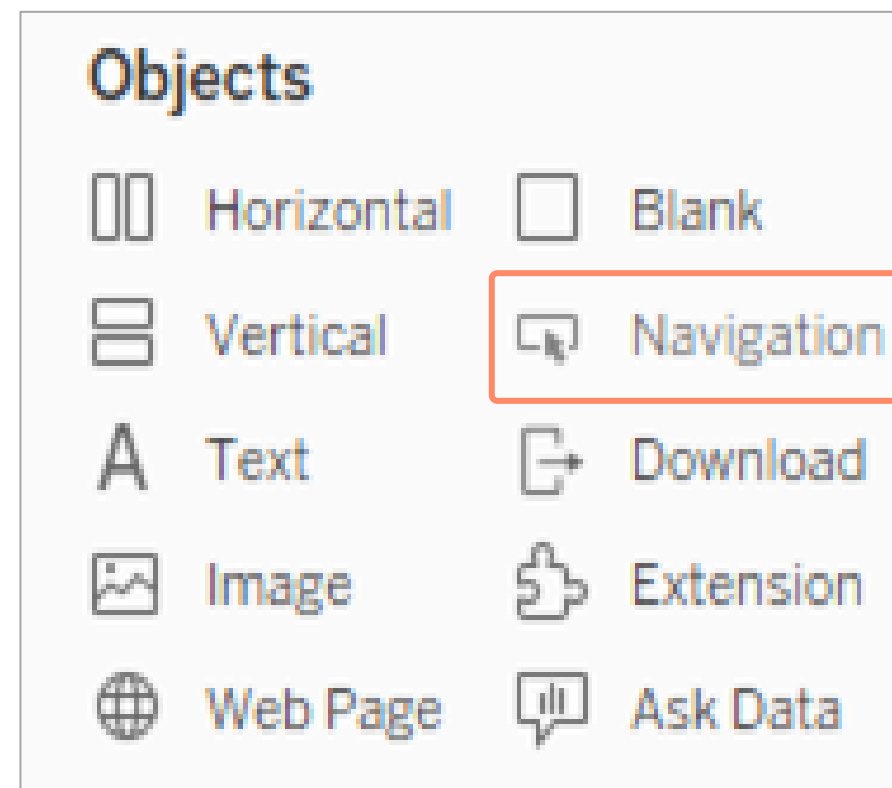 Objects
Horizontal Blank
Vertical Navigation
Text Download
Image Extension
Web Page Ask Data